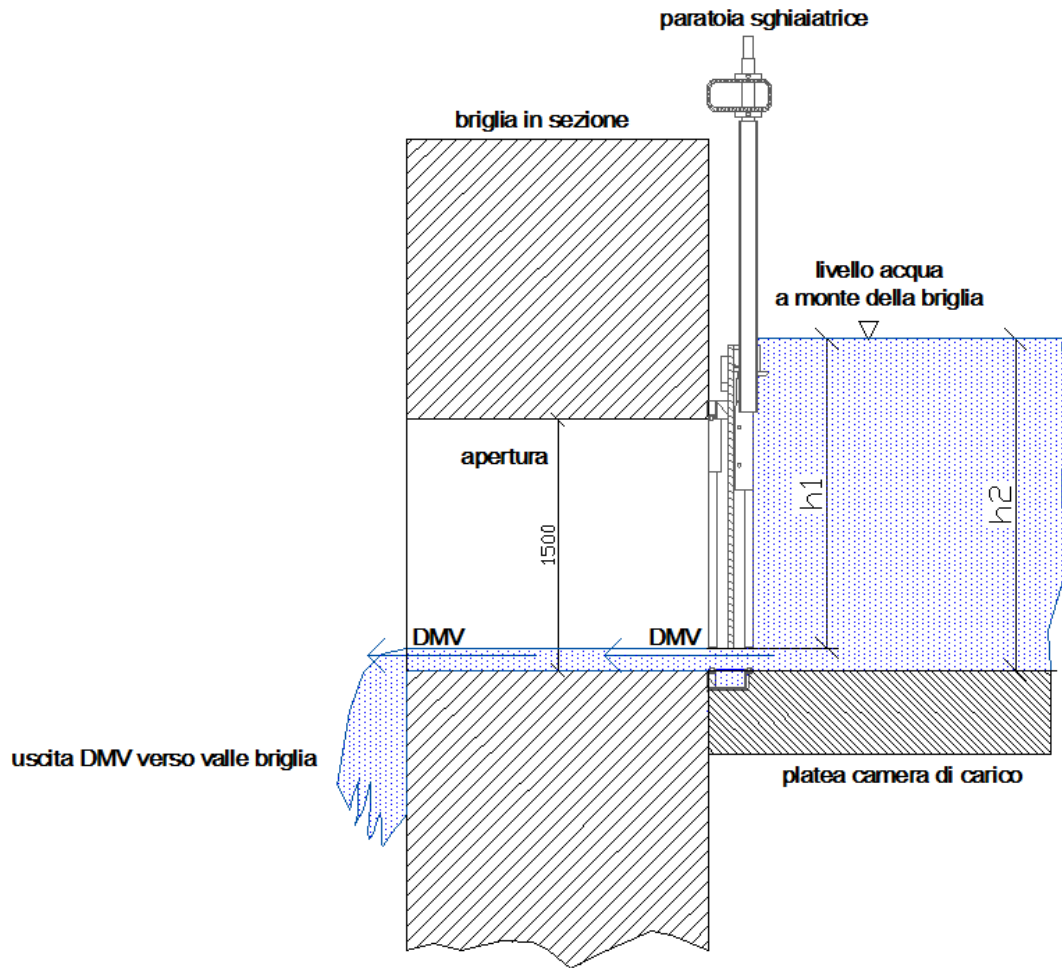 paratoia sghiaiatrice
briglia in sezione
livello acqua
a monte della briglia
apertura
h1
h2
1500
DMV
DMV
uscita DMV verso valle briglia
platea camera di carico